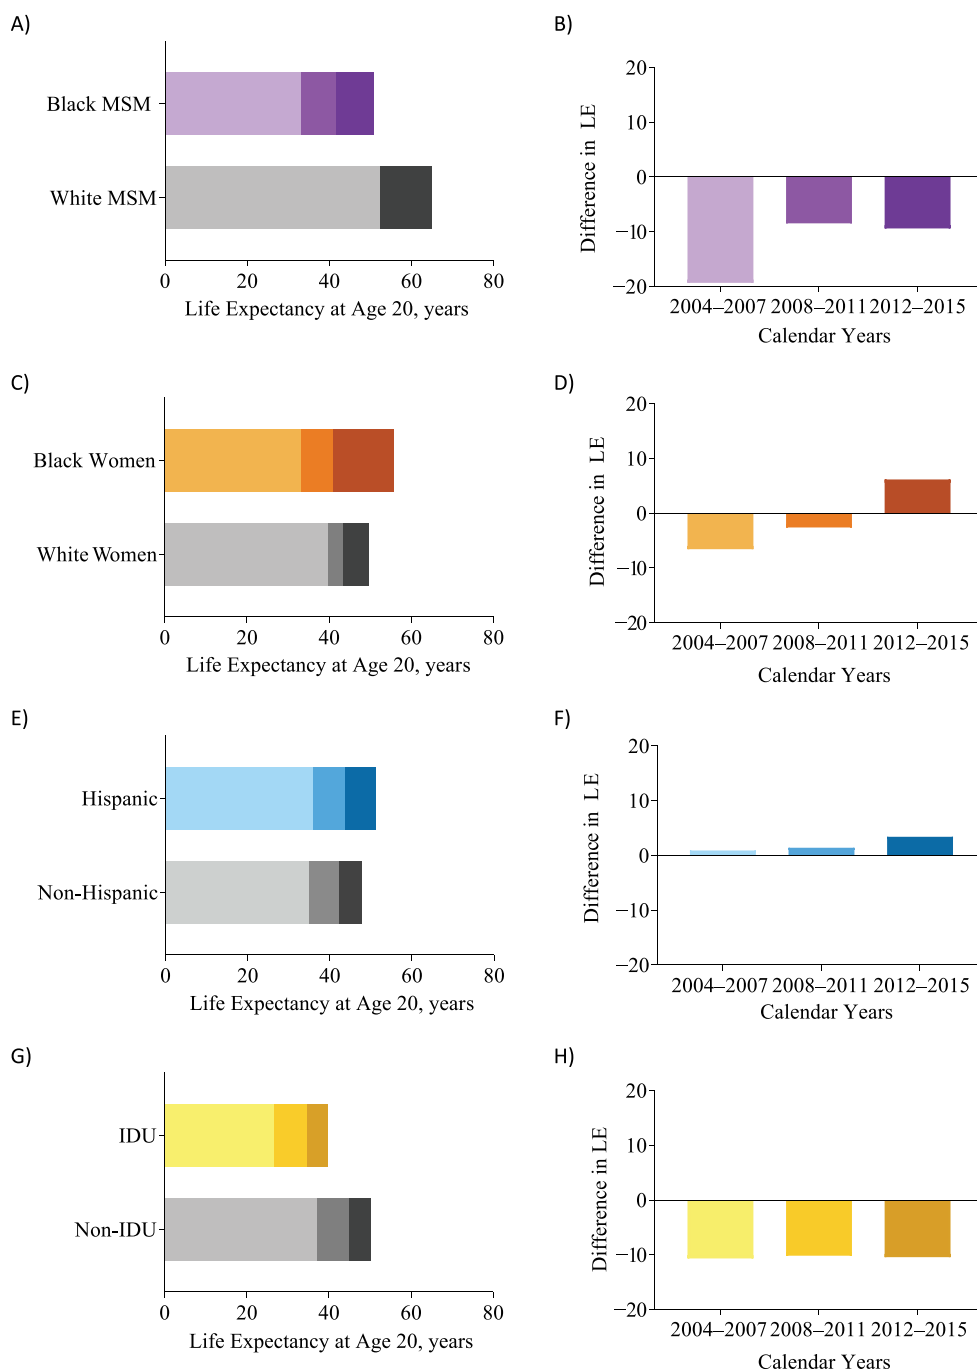 A)
Black MSM
White MSM
0 20 40 60 80
Life Expectancy at Age 20, years
B)
Difference in LE
20
10
0
−10
−20
2004–2007 2008–2011 2012–2015
Calendar Years
C)
Black Women
White Women
0 20 40 60 80
Life Expectancy at Age 20, years
D)
Difference in LE
20
10
0
−10
−20
2004–2007 2008–2011 2012–2015
Calendar Years
E)
Hispanic
Non-Hispanic
0 20 40 60 80
Life Expectancy at Age 20, years
F)
Difference in LE
20
10
0
−10
−20
2004–2007 2008–2011 2012–2015
Calendar Years
G)
IDU
Non-IDU
0 20 40 60 80
Life Expectancy at Age 20, years
H)
Difference in LE
20
10
0
−10
−20
2004–2007 2008–2011 2012–2015
Calendar Years